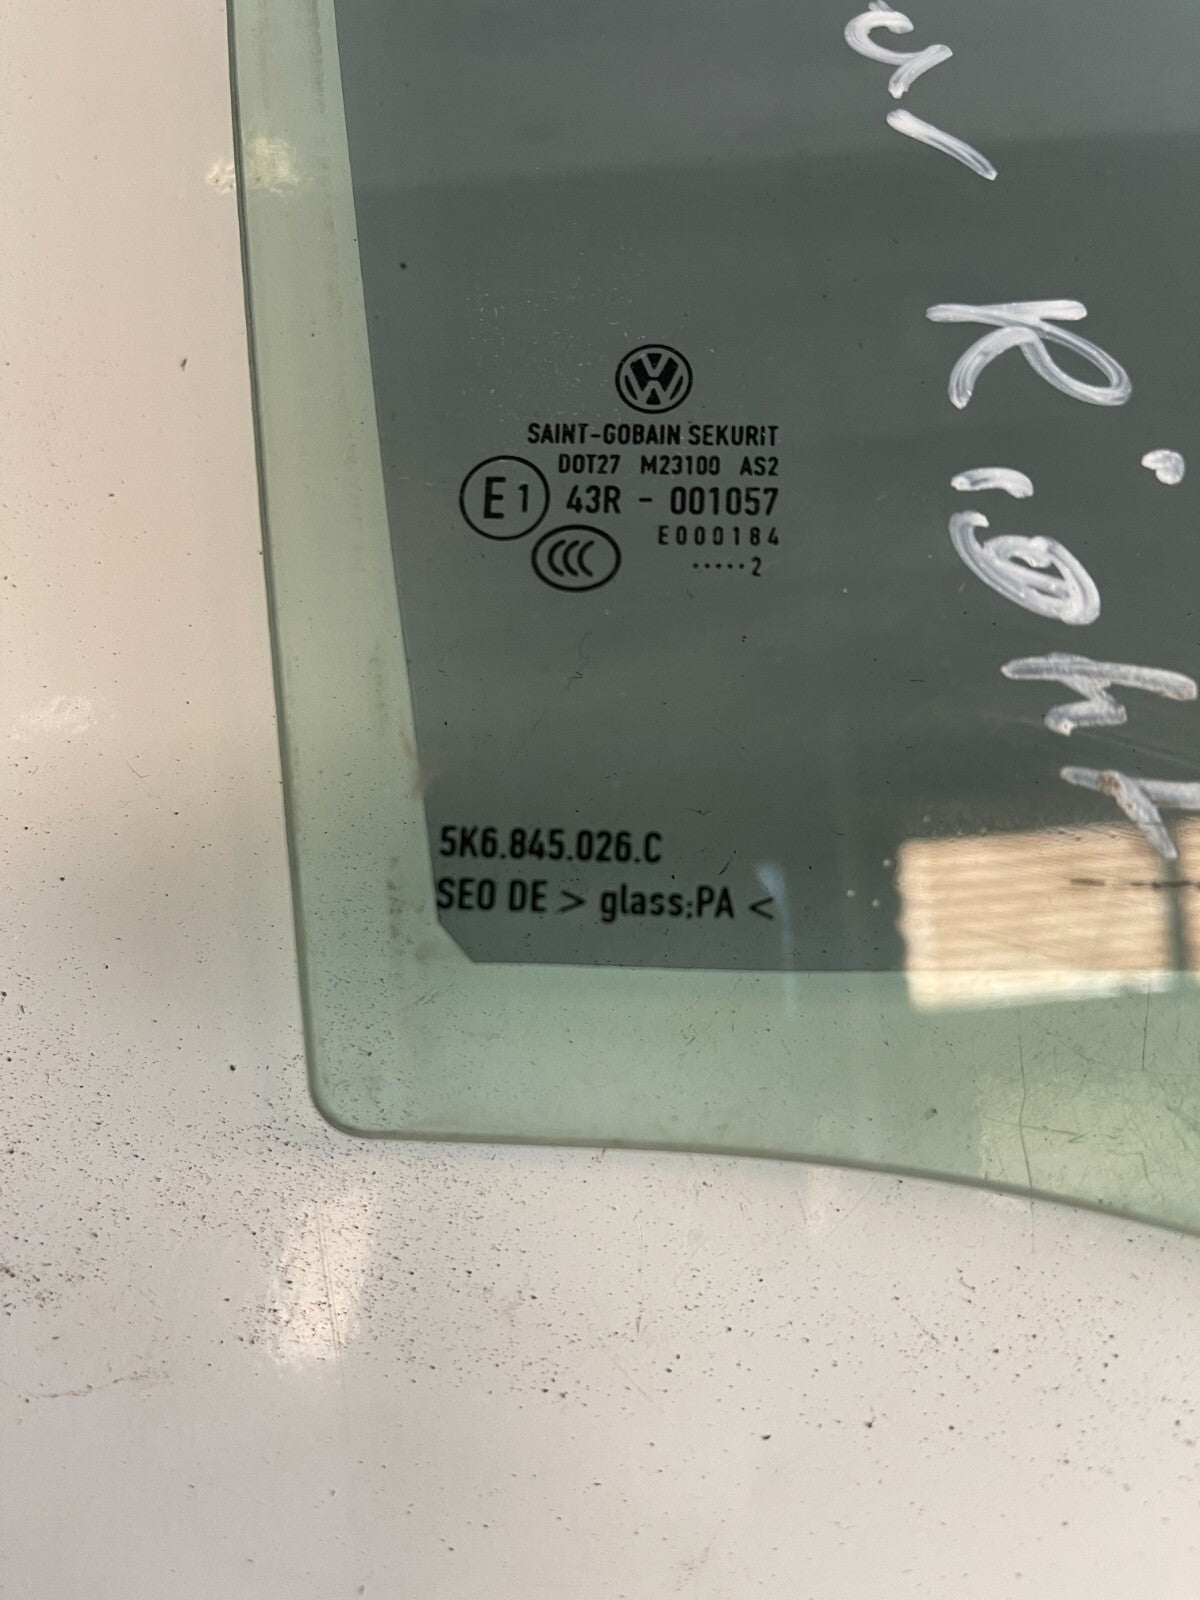 SAINT-GOBAIN SEKURIT
DOT27 M23100 AS2
E1 43R - 001057
E000184
CCC
.....2
5K6.845.026.C
SEO DE > glass;PA <
Right